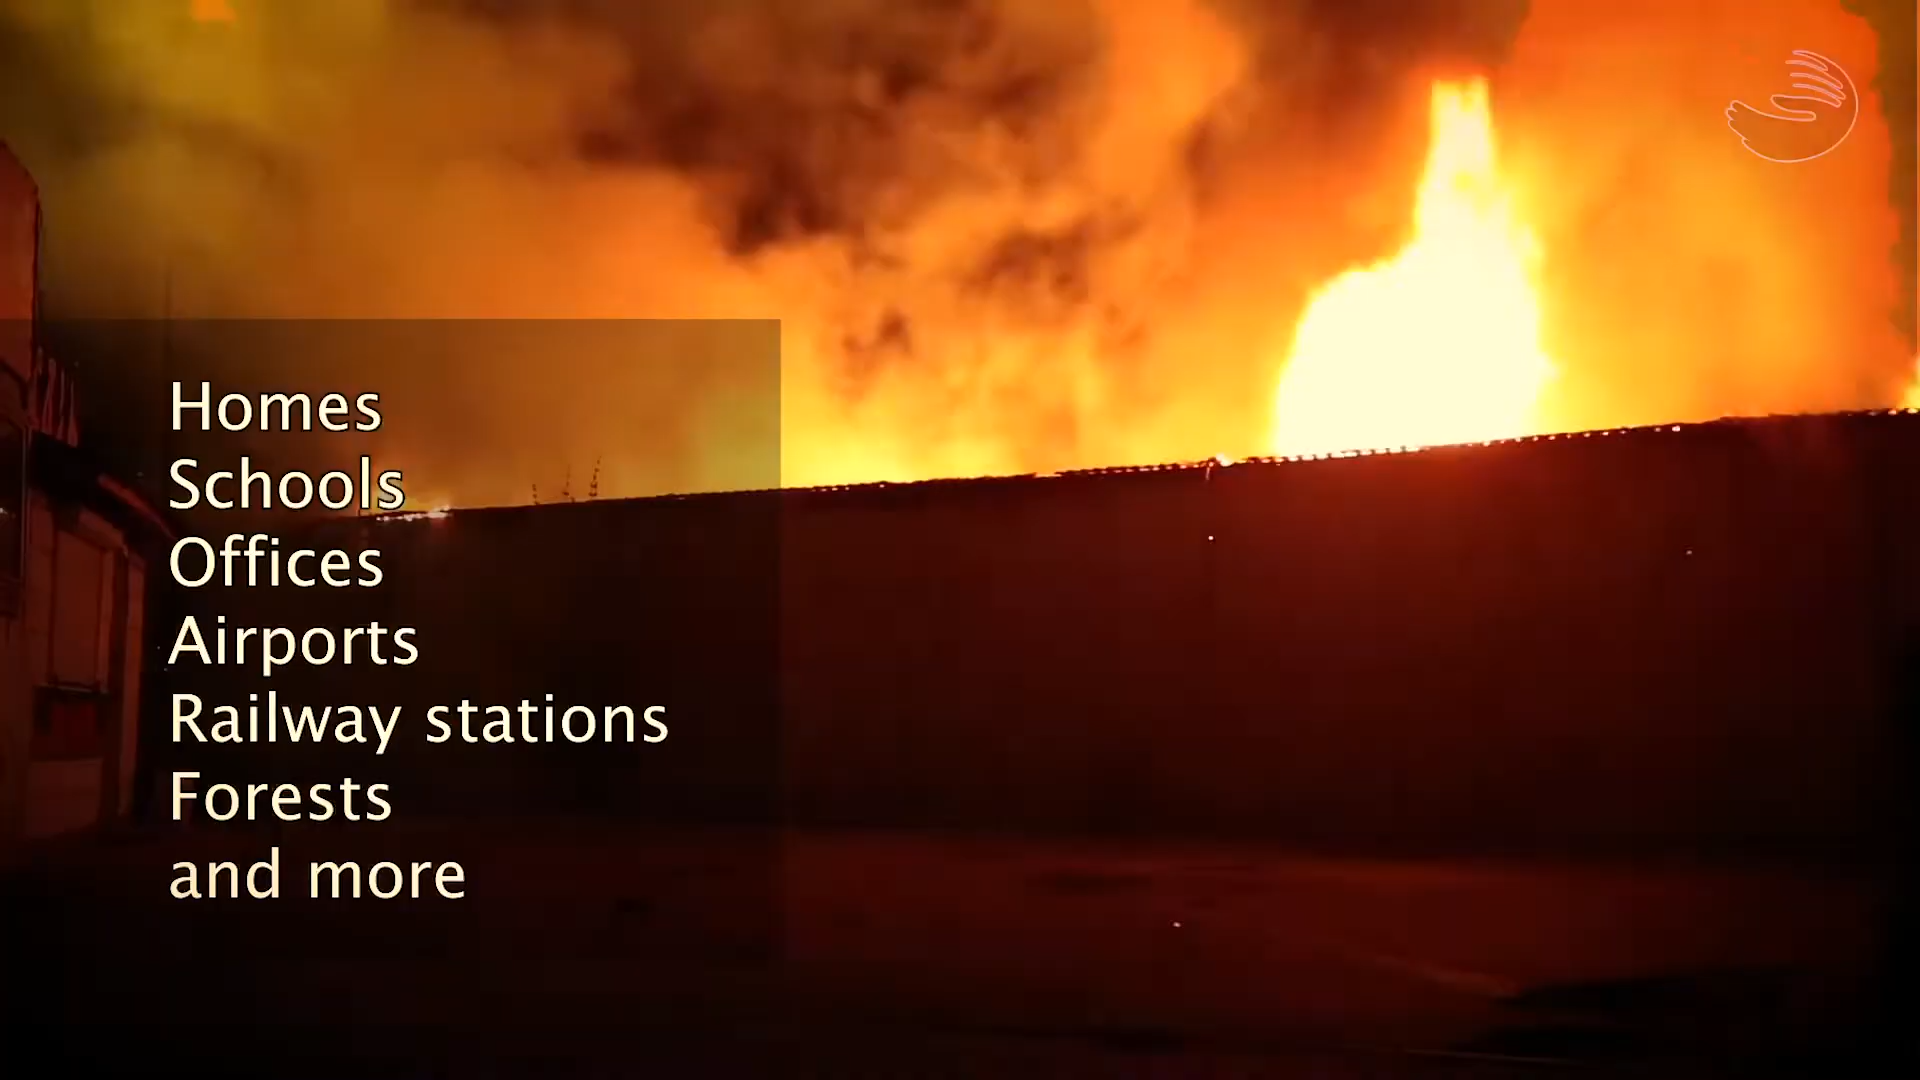 Homes
Schools
Offices
Airports
Railway stations
Forests
and more